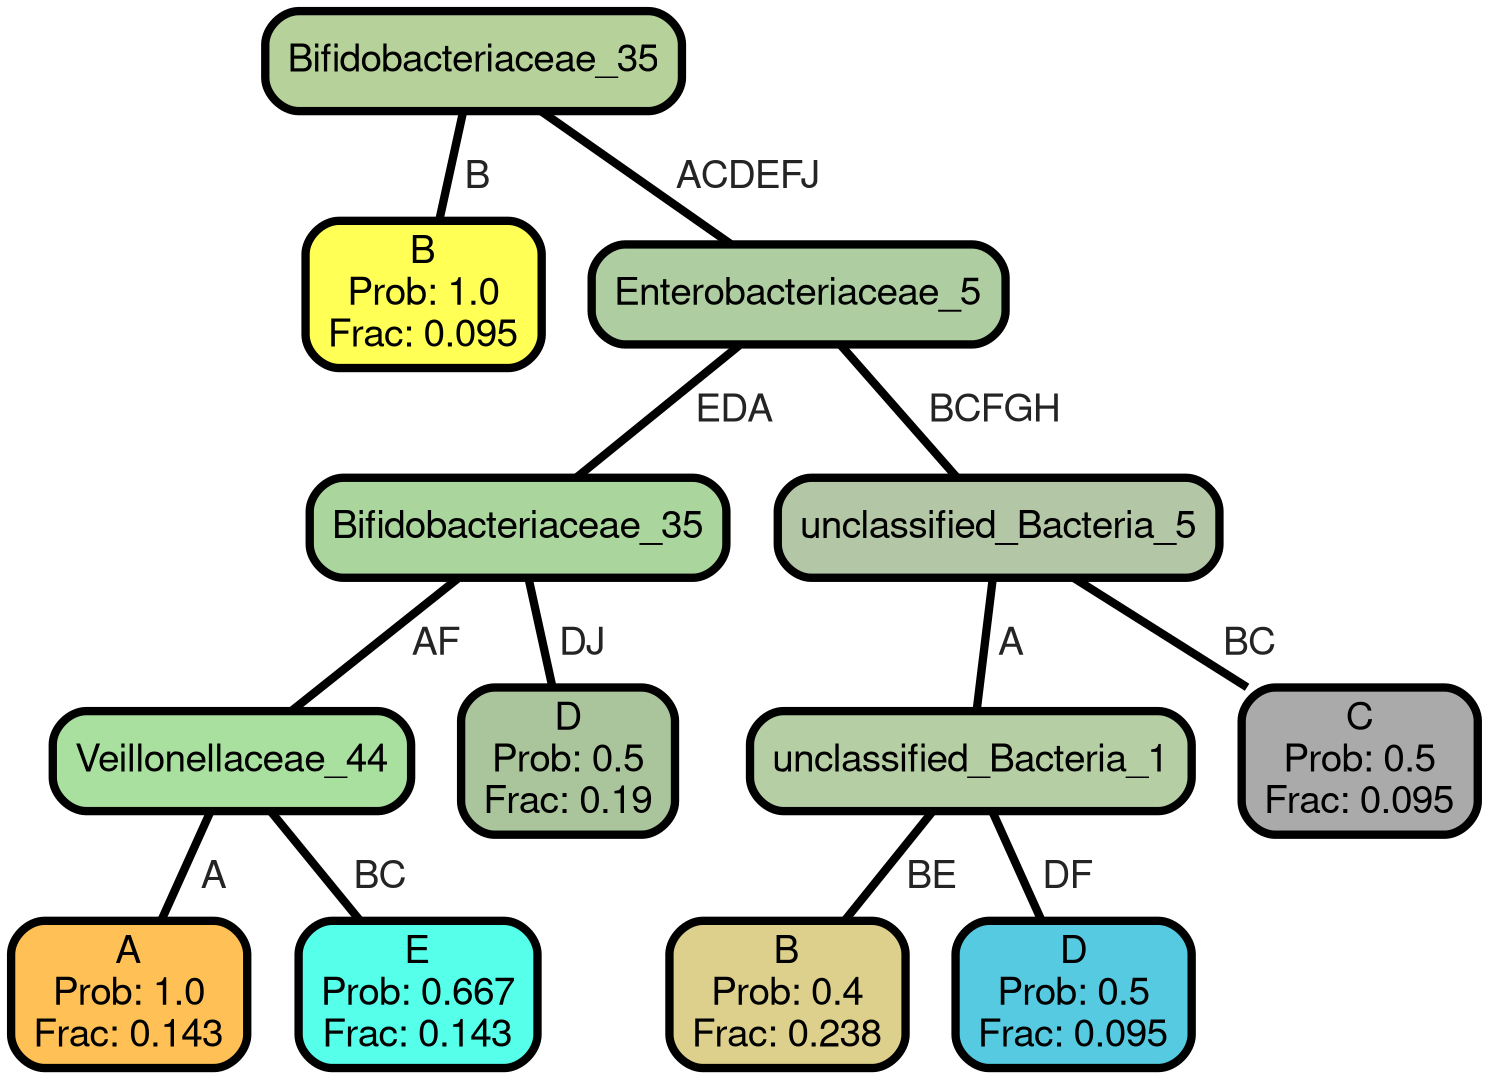 Bifidobacteriaceae_35
B
ACDEFJ
B
Prob: 1.0
Frac: 0.095
Enterobacteriaceae_5
EDA
BCFGH
Bifidobacteriaceae_35
unclassified_Bacteria_5
AF
DJ
A
BC
Veillonellaceae_44
D
Prob: 0.5
Frac: 0.19
unclassified_Bacteria_1
C
Prob: 0.5
Frac: 0.095
A
BC
BE
DF
A
Prob: 1.0
Frac: 0.143
E
Prob: 0.667
Frac: 0.143
B
Prob: 0.4
Frac: 0.238
D
Prob: 0.5
Frac: 0.095